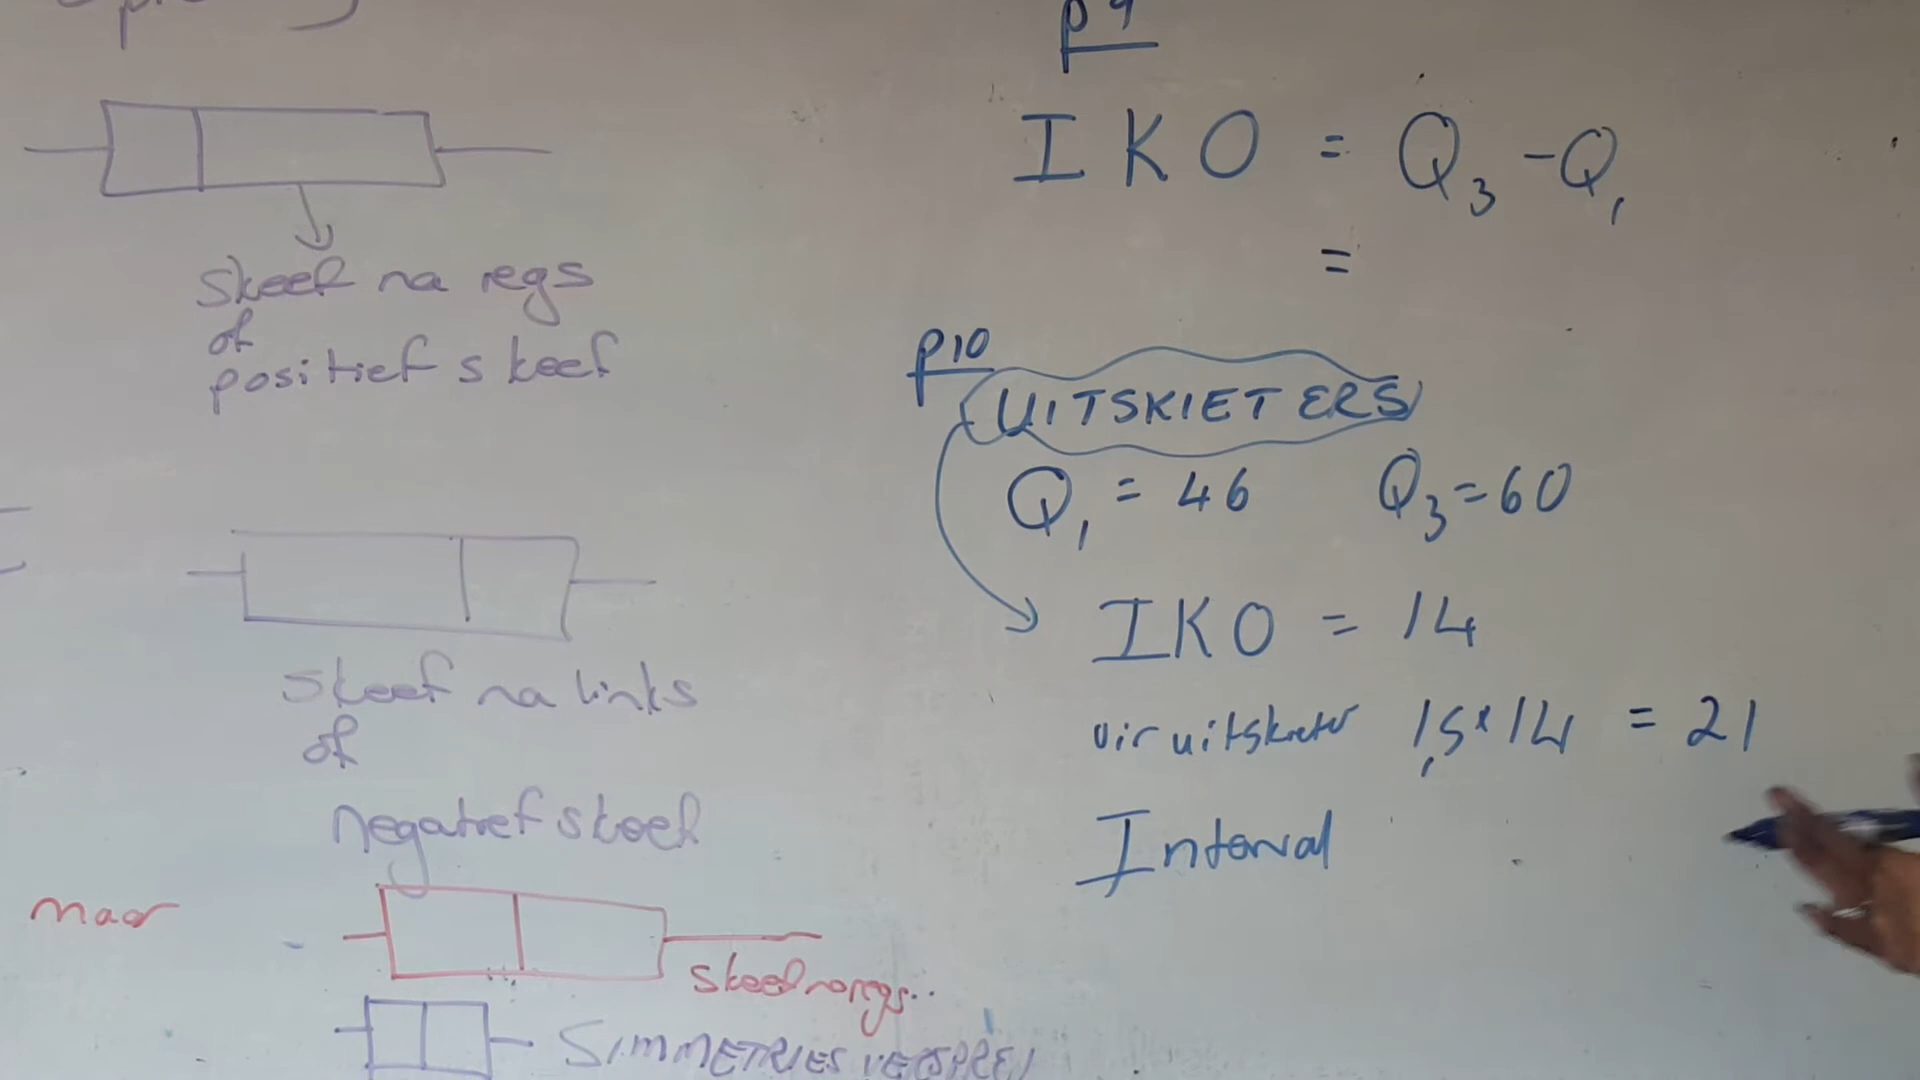 skeef na regs
of
positief skeef
skeef na links
of
negatief skeef
maar
skeef na regs..
SIMMETRIES
p9
IKO = Q₃ - Q₁
=
p10
UITSKIETERS
Q₁ = 46 Q₃ = 60
IKO = 14
vir uitskieter 1,5 × 14 = 21
Interval